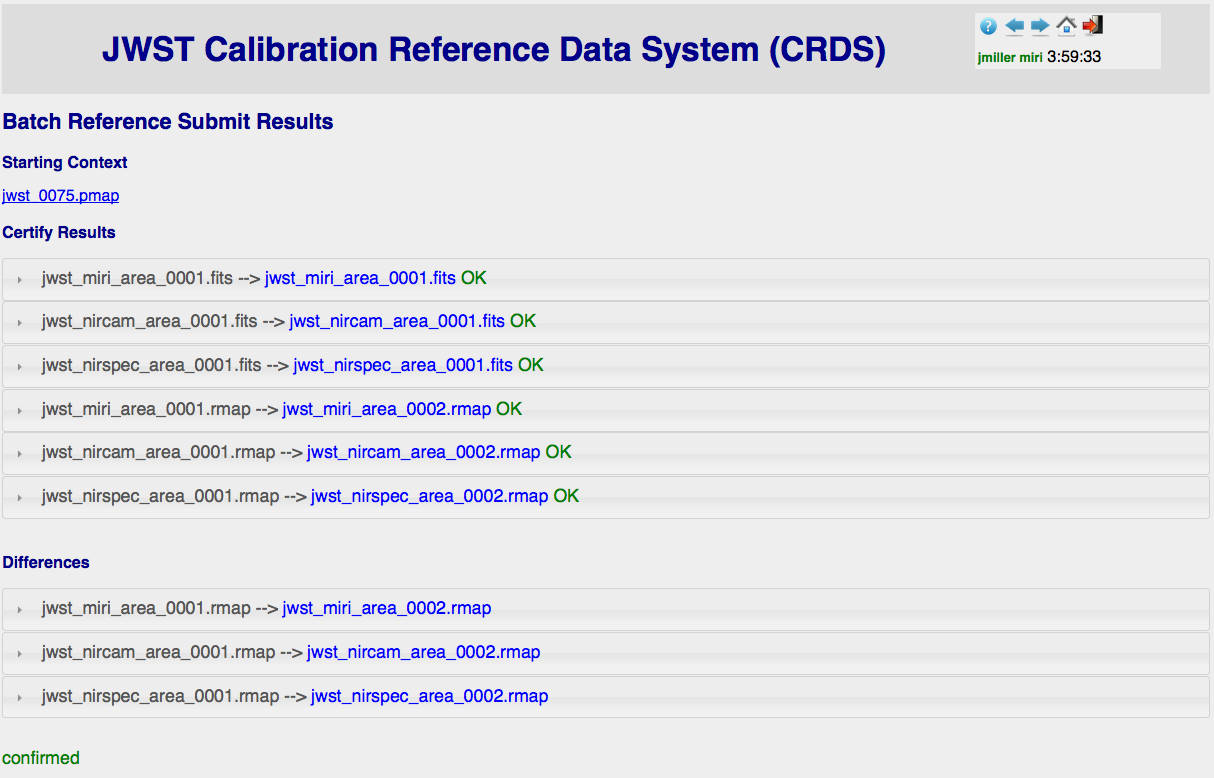 JWST Calibration Reference Data System (CRDS)
?
jmiller miri 3:59:33
Batch Reference Submit Results
Starting Context
jwst_0075.pmap
Certify Results
jwst_miri_area_0001.fits --> jwst_miri_area_0001.fits OK
jwst_nircam_area_0001.fits --> jwst_nircam_area_0001.fits OK
jwst_nirspec_area_0001.fits --> jwst_nirspec_area_0001.fits OK
jwst_miri_area_0001.rmap --> jwst_miri_area_0002.rmap OK
jwst_nircam_area_0001.rmap --> jwst_nircam_area_0002.rmap OK
jwst_nirspec_area_0001.rmap --> jwst_nirspec_area_0002.rmap OK
Differences
jwst_miri_area_0001.rmap --> jwst_miri_area_0002.rmap
jwst_nircam_area_0001.rmap --> jwst_nircam_area_0002.rmap
jwst_nirspec_area_0001.rmap --> jwst_nirspec_area_0002.rmap
confirmed